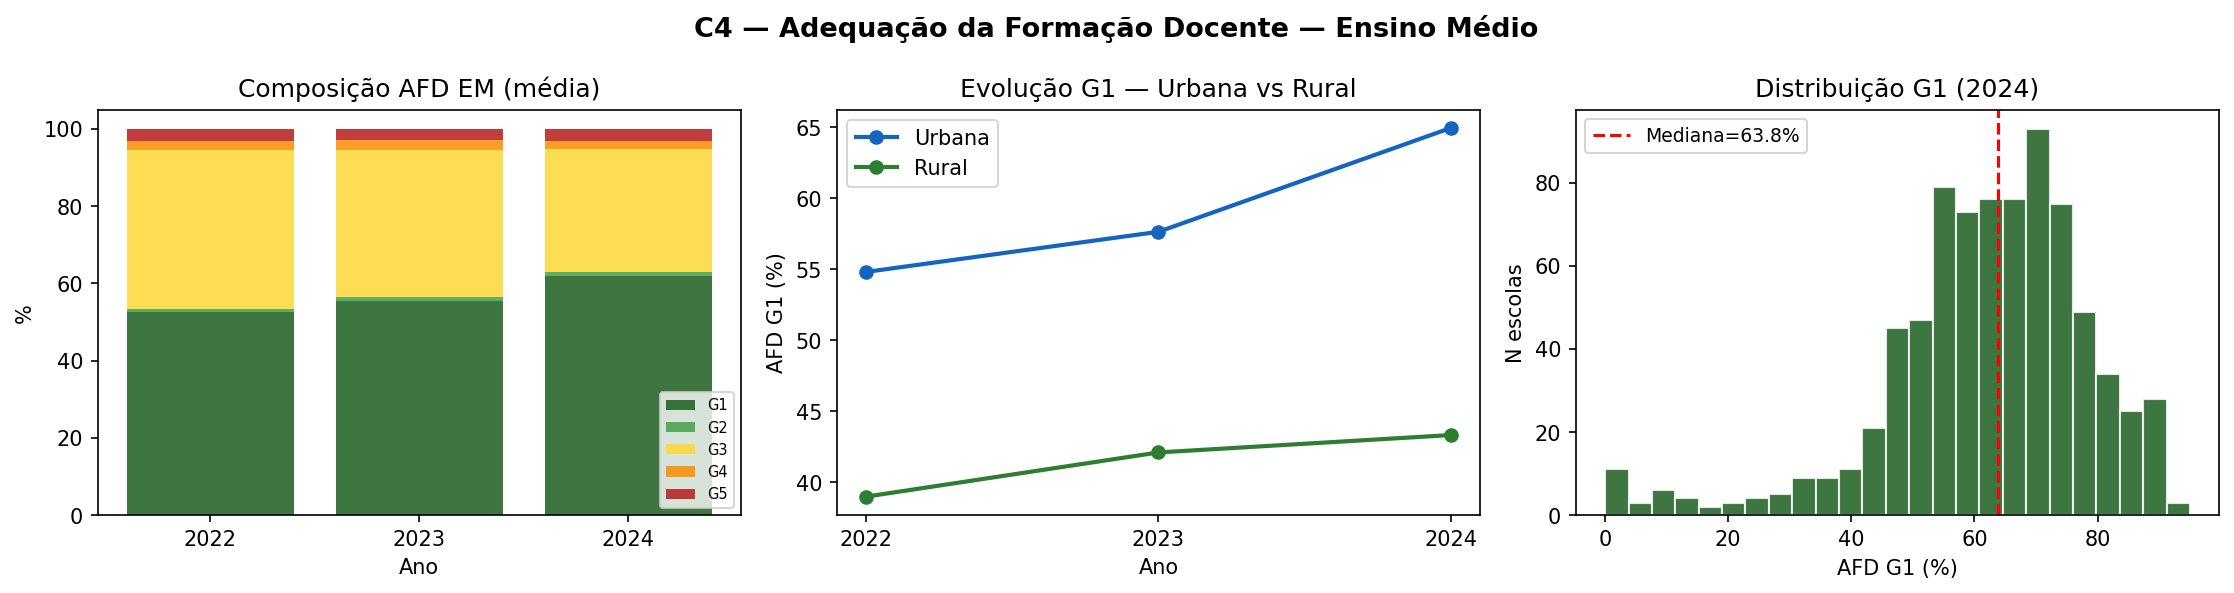 C4 — Adequação da Formação Docente — Ensino Médio
Composição AFD EM (média)
100
80
60
40
20
0
%
2022
2023
2024
Ano
G1
G2
G3
G4
G5
Evolução G1 — Urbana vs Rural
Urbana
Rural
65
60
55
50
45
40
AFD G1 (%)
2022
2023
2024
Ano
Distribuição G1 (2024)
Mediana=63.8%
80
60
40
20
0
N escolas
0
20
40
60
80
AFD G1 (%)